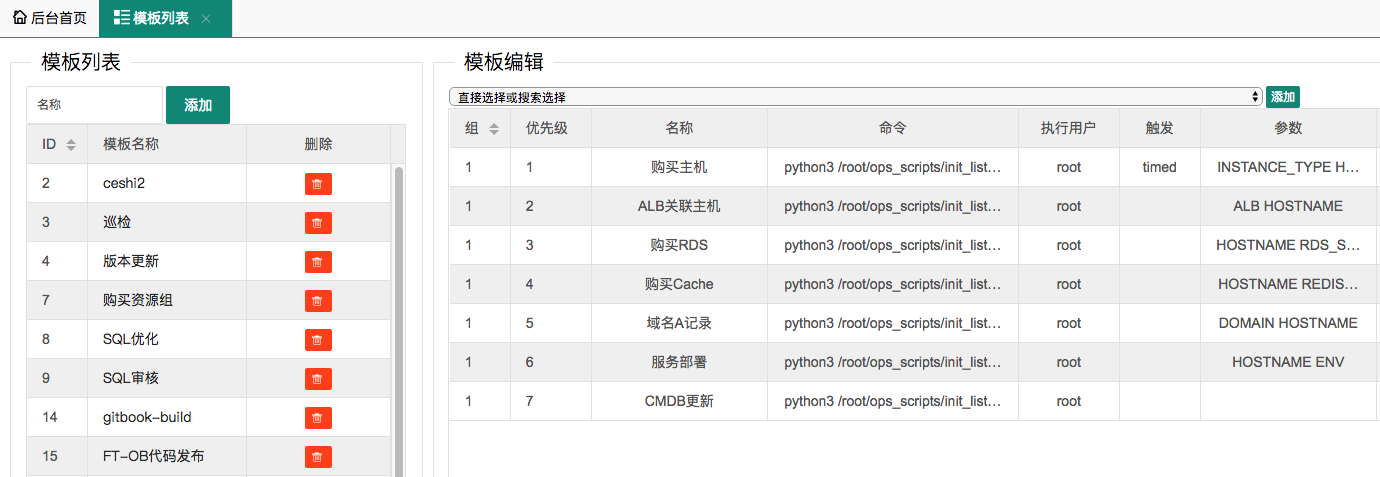 后台首页 模板列表
模板列表
名称 添加
ID 模板名称 删除
2 ceshi2
3 巡检
4 版本更新
7 购买资源组
8 SQL优化
9 SQL审核
14 gitbook-build
15 FT-OB代码发布
模板编辑
直接选择或搜索选择 添加
组 优先级 名称 命令 执行用户 触发 参数
1 1 购买主机 python3 /root/ops_scripts/init_list… root timed INSTANCE_TYPE H…
1 2 ALB关联主机 python3 /root/ops_scripts/init_list… root ALB HOSTNAME
1 3 购买RDS python3 /root/ops_scripts/init_list… root HOSTNAME RDS_S…
1 4 购买Cache python3 /root/ops_scripts/init_list… root HOSTNAME REDIS…
1 5 域名A记录 python3 /root/ops_scripts/init_list… root DOMAIN HOSTNAME
1 6 服务部署 python3 /root/ops_scripts/init_list… root HOSTNAME ENV
1 7 CMDB更新 python3 /root/ops_scripts/init_list… root